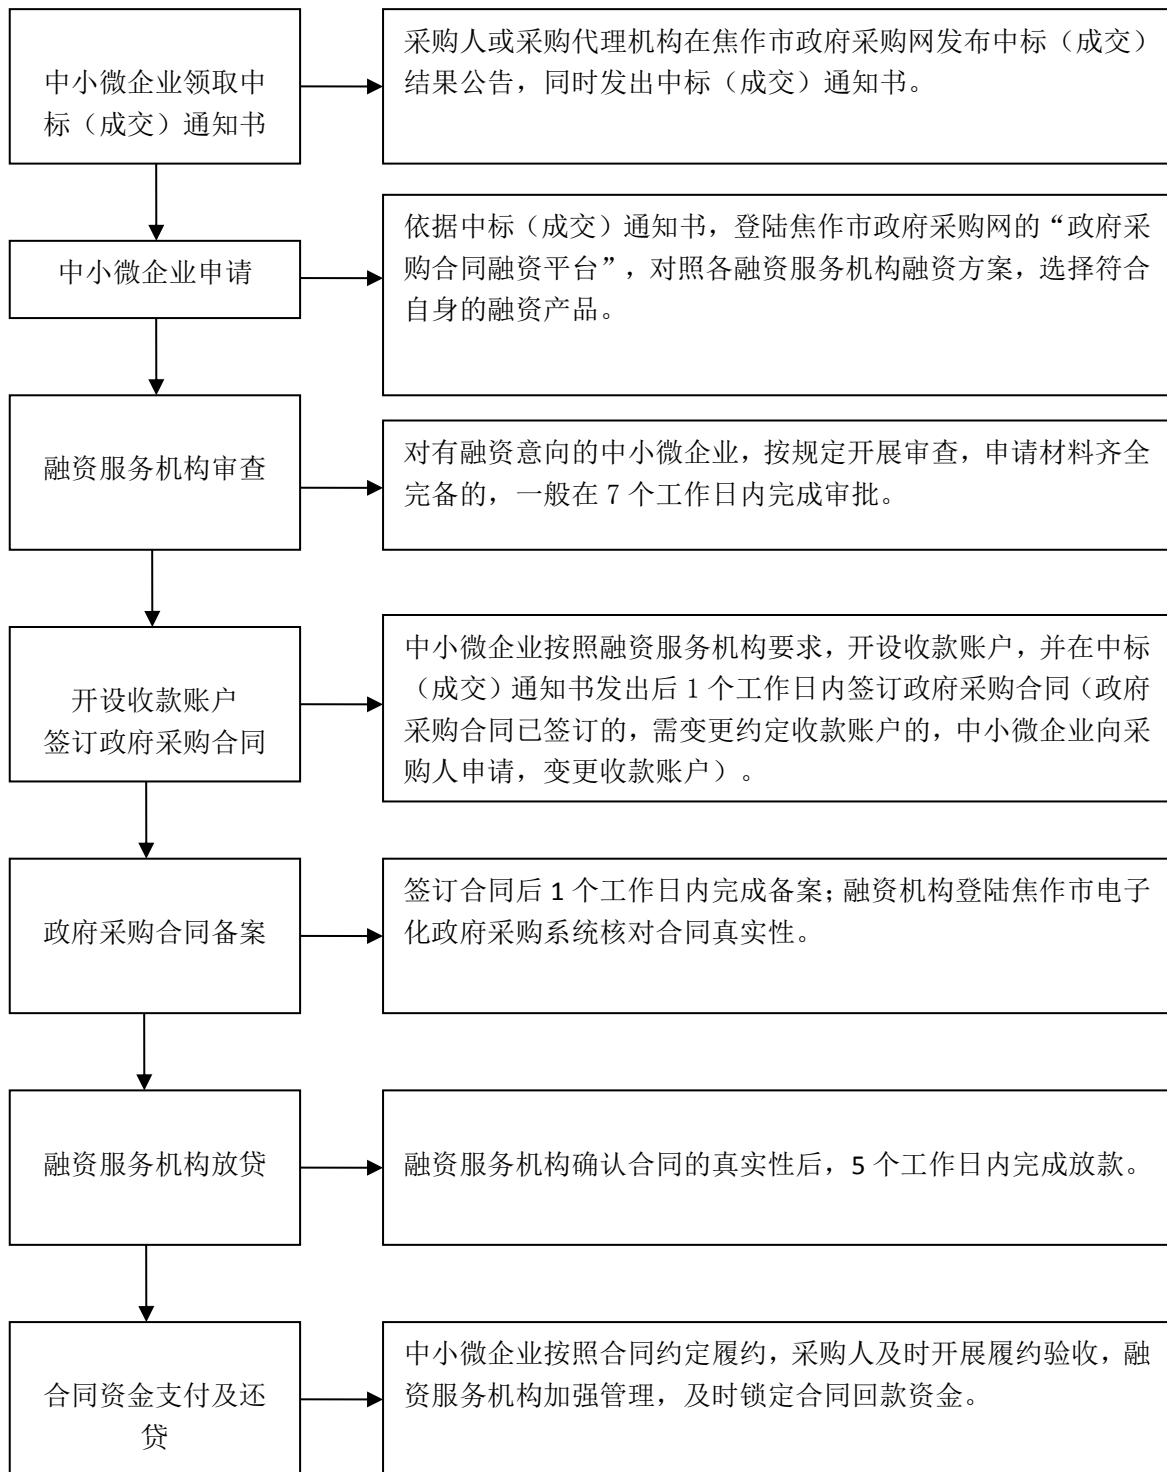 中小微企业领取中
标（成交）通知书
采购人或采购代理机构在焦作市政府采购网发布中标（成交）
结果公告，同时发出中标（成交）通知书。
中小微企业申请
依据中标（成交）通知书，登陆焦作市政府采购网的“政府采
购合同融资平台”，对照各融资服务机构融资方案，选择符合
自身的融资产品。
融资服务机构审查
对有融资意向的中小微企业，按规定开展审查，申请材料齐全
完备的，一般在 7 个工作日内完成审批。
开设收款账户
签订政府采购合同
中小微企业按照融资服务机构要求，开设收款账户，并在中标
（成交）通知书发出后 1 个工作日内签订政府采购合同（政府
采购合同已签订的，需变更约定收款账户的，中小微企业向采
购人申请，变更收款账户）。
政府采购合同备案
签订合同后 1 个工作日内完成备案；融资机构登陆焦作市电子
化政府采购系统核对合同真实性。
融资服务机构放贷
融资服务机构确认合同的真实性后，5 个工作日内完成放款。
合同资金支付及还
贷
中小微企业按照合同约定履约，采购人及时开展履约验收，融
资服务机构加强管理，及时锁定合同回款资金。